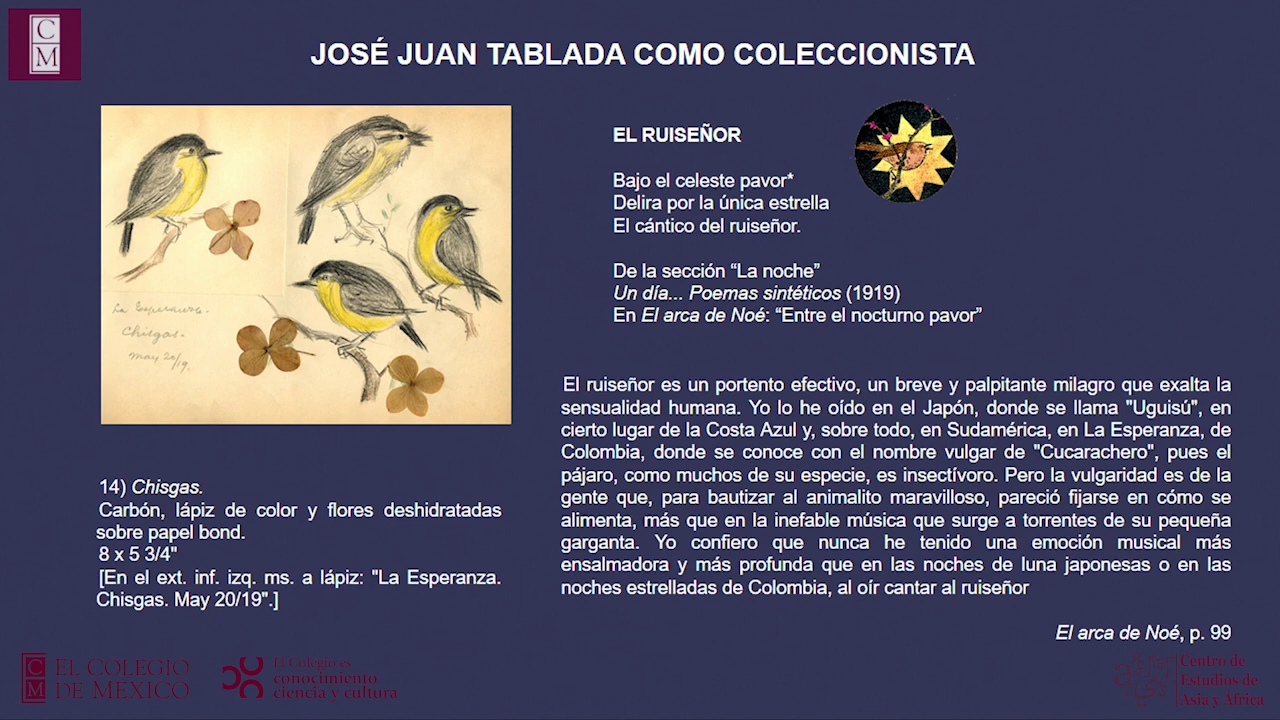 C
M
JOSÉ JUAN TABLADA COMO COLECCIONISTA
La Esperanza.
Chisgas.
May 20/19.
EL RUISEÑOR
Bajo el celeste pavor*
Delira por la única estrella
El cántico del ruiseñor.
De la sección “La noche”
Un día... Poemas sintéticos (1919)
En El arca de Noé: “Entre el nocturno pavor”
El ruiseñor es un portento efectivo, un breve y palpitante milagro que exalta la
sensualidad humana. Yo lo he oído en el Japón, donde se llama "Uguisú", en
cierto lugar de la Costa Azul y, sobre todo, en Sudamérica, en La Esperanza, de
Colombia, donde se conoce con el nombre vulgar de "Cucarachero", pues el
pájaro, como muchos de su especie, es insectívoro. Pero la vulgaridad es de la
gente que, para bautizar al animalito maravilloso, pareció fijarse en cómo se
alimenta, más que en la inefable música que surge a torrentes de su pequeña
garganta. Yo confiero que nunca he tenido una emoción musical más
ensalmadora y más profunda que en las noches de luna japonesas o en las
noches estrelladas de Colombia, al oír cantar al ruiseñor
El arca de Noé, p. 99
14) Chisgas.
Carbón, lápiz de color y flores deshidratadas
sobre papel bond.
8 x 5 3/4"
[En el ext. inf. izq. ms. a lápiz: "La Esperanza.
Chisgas. May 20/19".]
C
M
EL COLEGIO
DE MÉXICO
El Colegio es
conocimiento
ciencia y cultura
Centro de
Estudios de
Asia y África